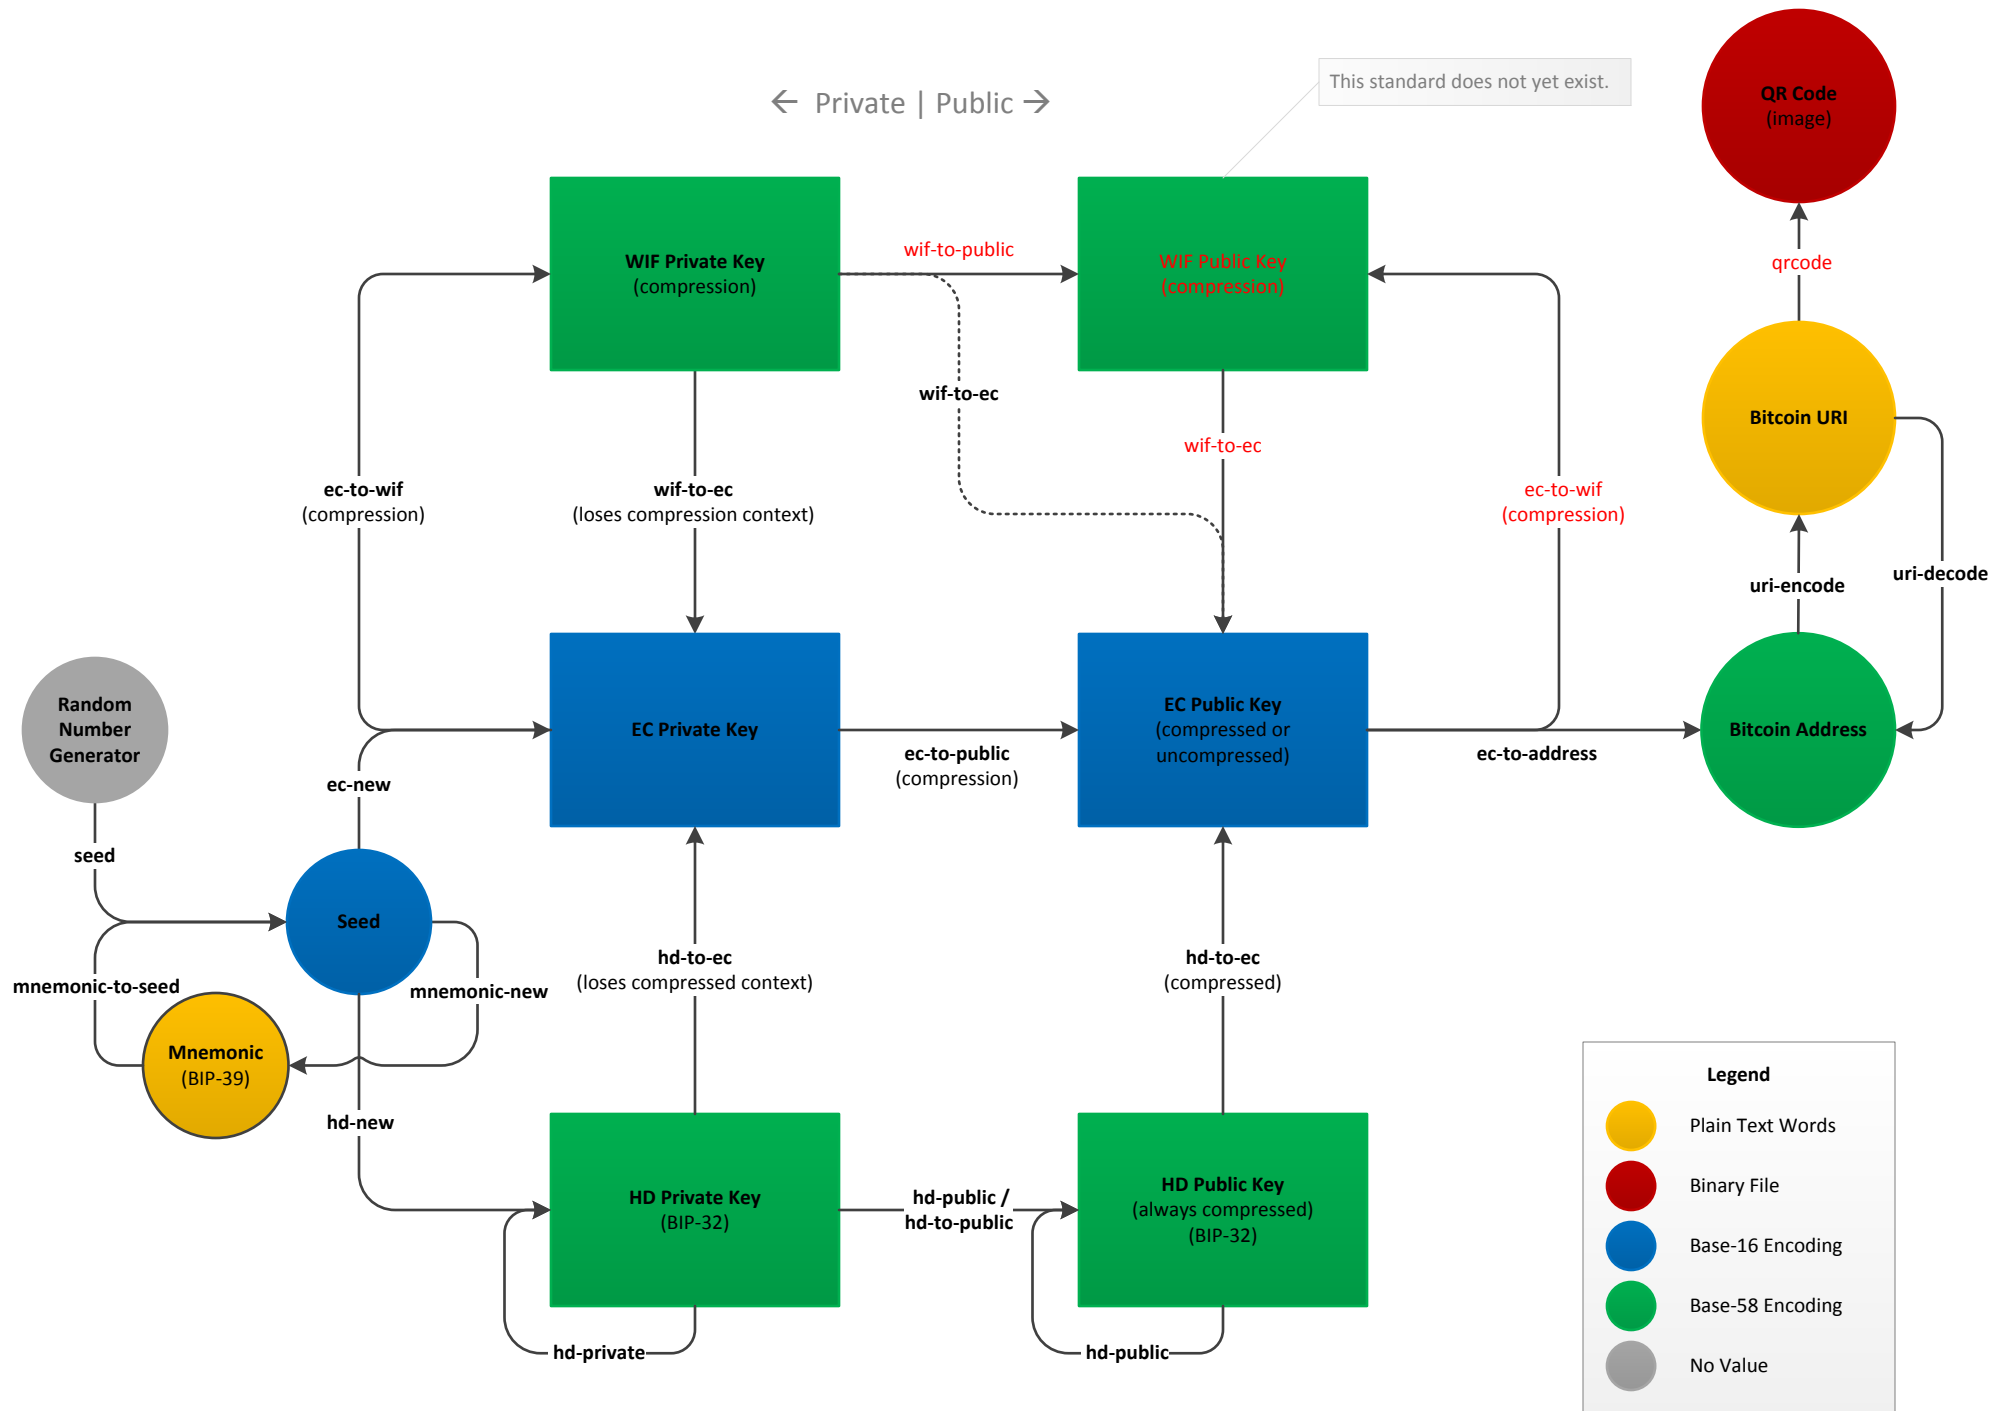 ← Private | Public →
This standard does not yet exist.
QR Code
(image)
WIF Private Key
(compression)
wif-to-public
WIF Public Key
(compression)
qrcode
wif-to-ec
Bitcoin URI
wif-to-ec
ec-to-wif
(compression)
wif-to-ec
(loses compression context)
ec-to-wif
(compression)
uri-encode
uri-decode
Random
Number
Generator
EC Private Key
ec-to-public
(compression)
EC Public Key
(compressed or
uncompressed)
ec-to-address
Bitcoin Address
ec-new
seed
Seed
mnemonic-to-seed
mnemonic-new
hd-to-ec
(loses compressed context)
hd-to-ec
(compressed)
Mnemonic
(BIP-39)
hd-new
HD Private Key
(BIP-32)
hd-public /
hd-to-public
HD Public Key
(always compressed)
(BIP-32)
hd-private
hd-public
Legend
Plain Text Words
Binary File
Base-16 Encoding
Base-58 Encoding
No Value